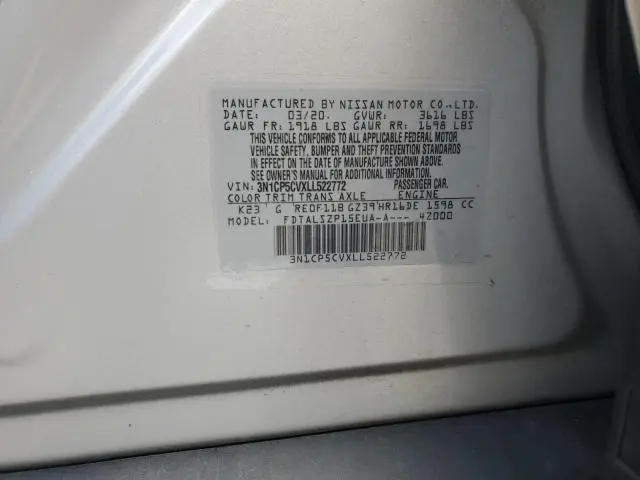 MANUFACTURED BY NISSAN MOTOR CO.,LTD.
DATE: 03/20. GVWR: 3616 LBS
GAWR FR: 1918 LBS GAWR RR: 1698 LBS
THIS VEHICLE CONFORMS TO ALL APPLICABLE FEDERAL MOTOR
VEHICLE SAFETY, BUMPER AND THEFT PREVENTION STANDARDS
IN EFFECT ON THE DATE OF MANUFACTURE SHOWN ABOVE.
SEE OWNER'S MANUAL FOR ADDITIONAL INFORMATION.
VIN: 3N1CP5CVXLL522772 PASSENGER CAR.
COLOR TRIM TRANS AXLE ENGINE
K23 G RE0F11B GZ39 HR16DE 1598 CC
MODEL: FDTALSZP15EUA-A--- 42000
3N1CP5CVXLL522772